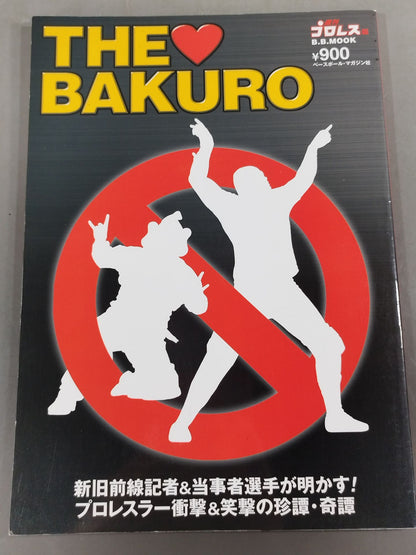 THE♥
BAKURO
週刊プロレス
B.B.MOOK
¥900
ベースボール・マガジン社
新旧前線記者&当事者選手が明かす!
プロレスラー衝撃&笑撃の珍譚・奇譚